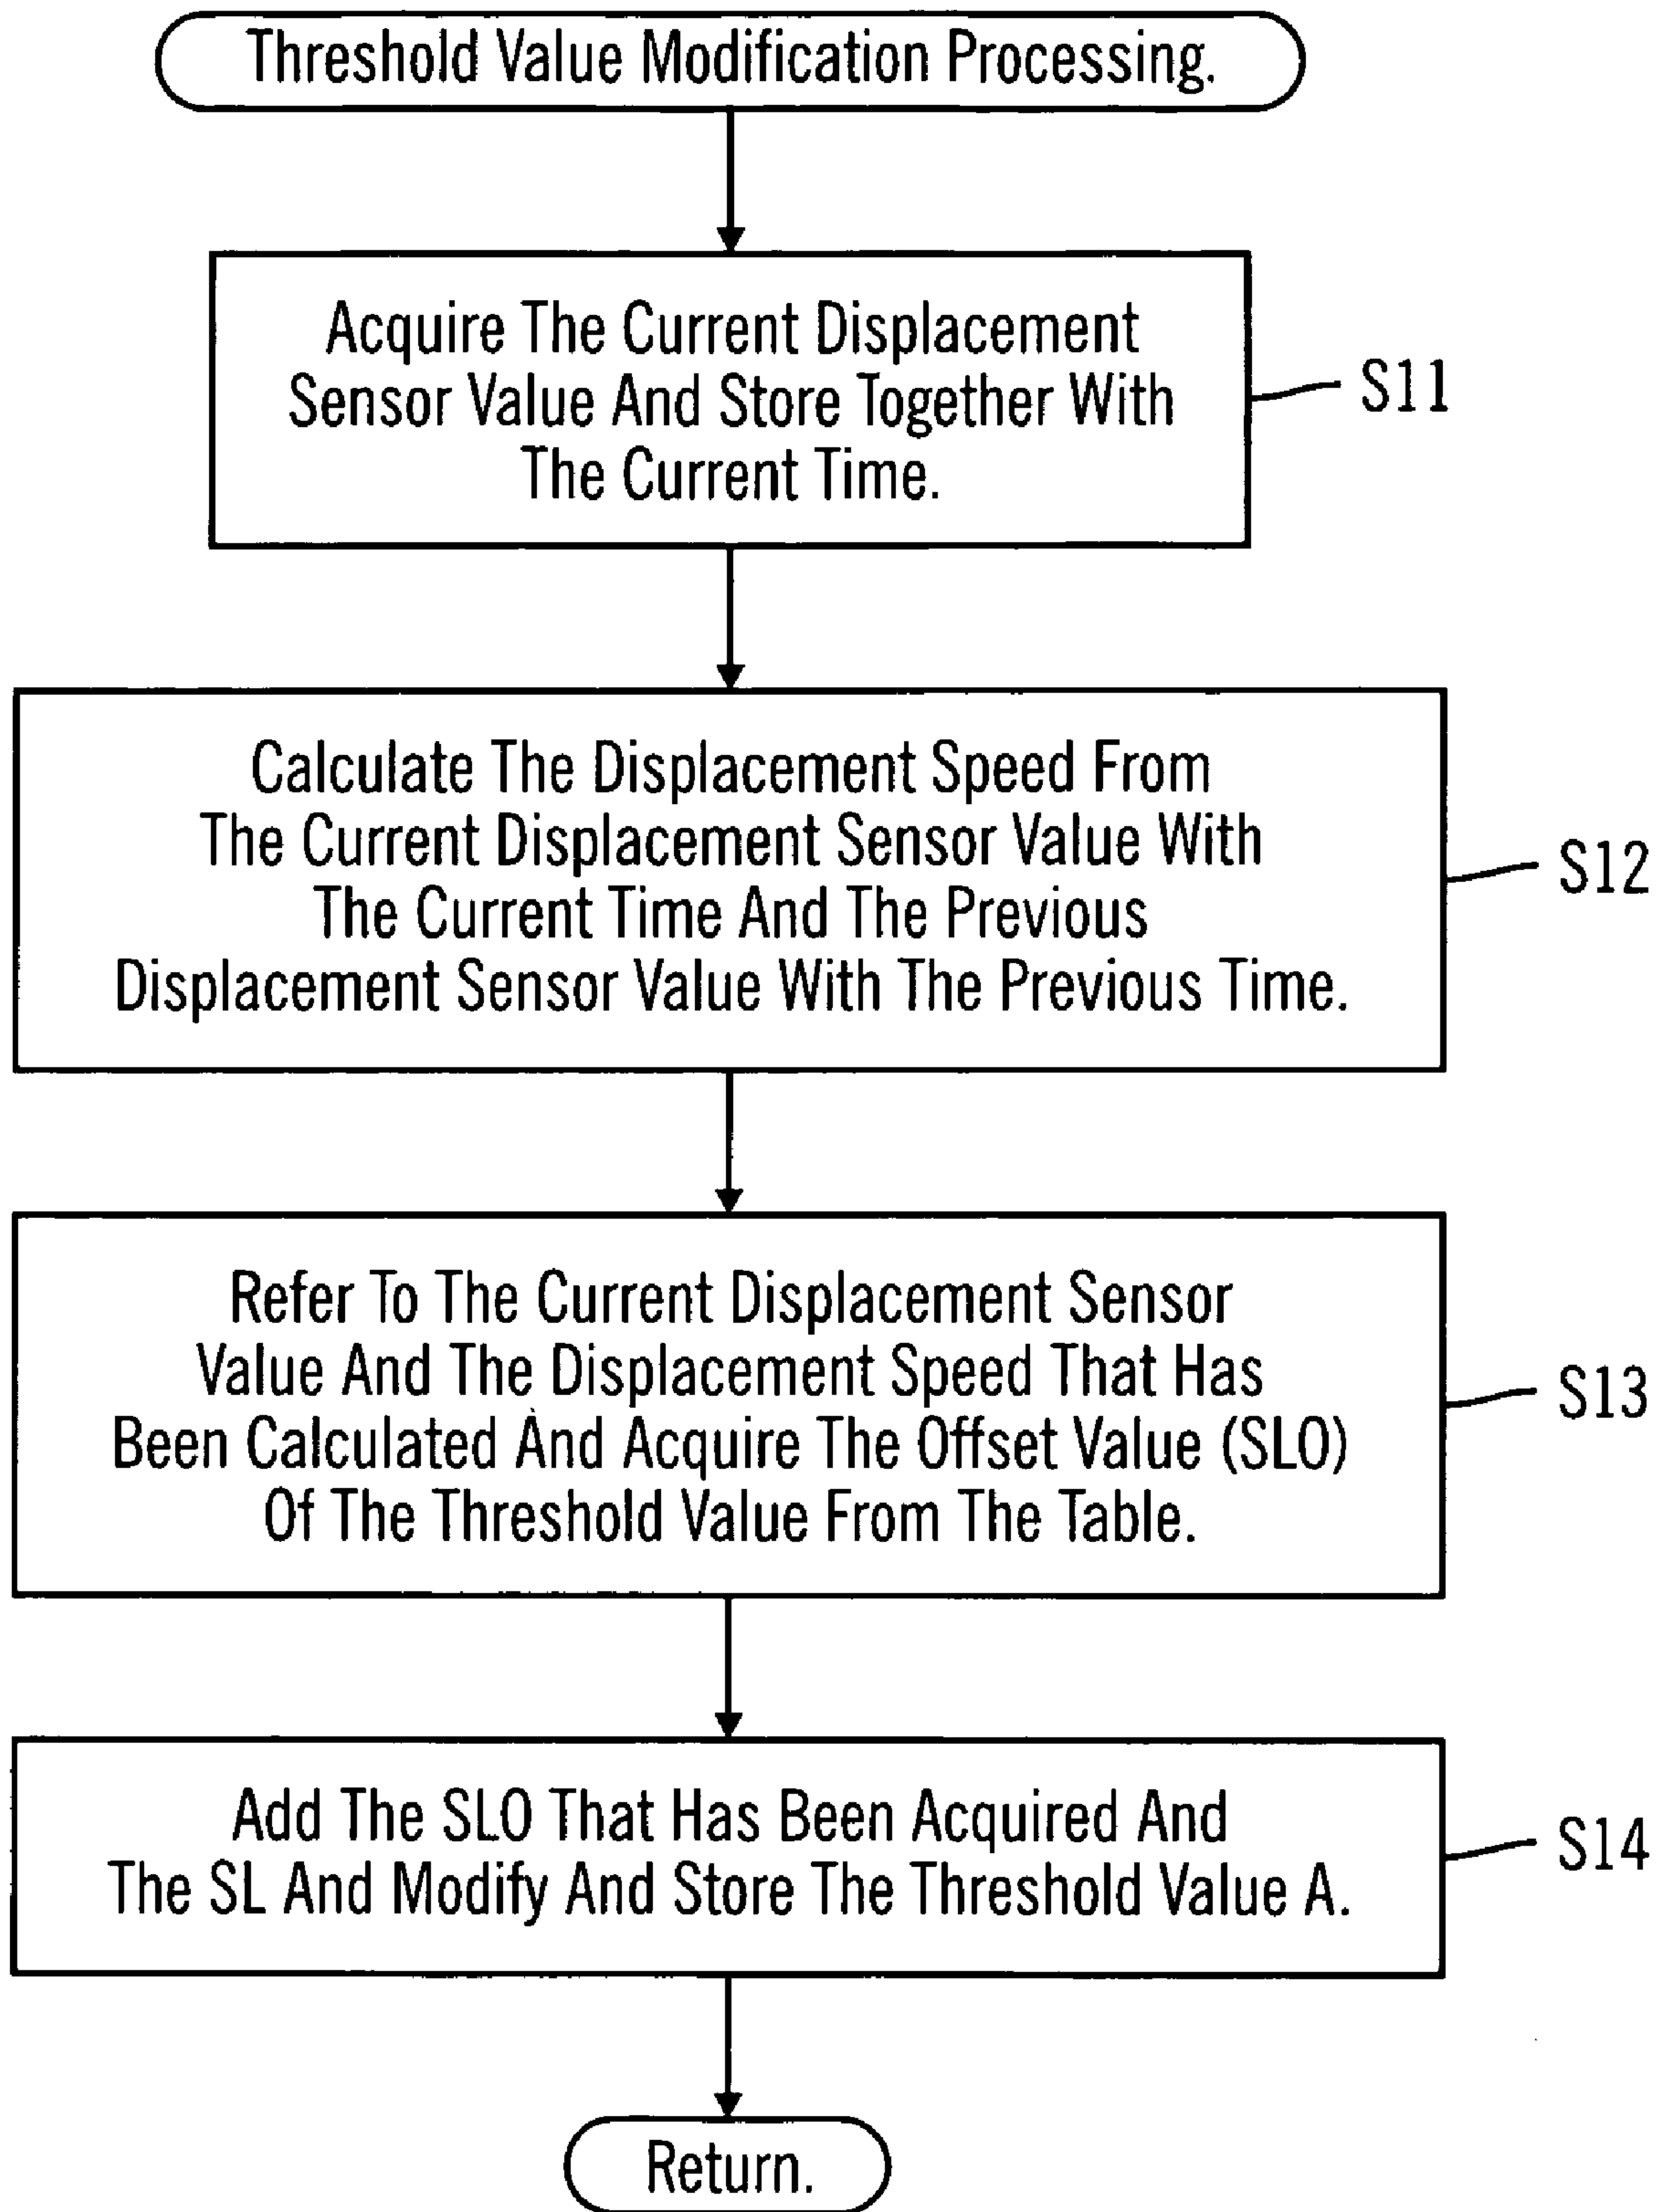 Threshold Value Modification Processing.
Acquire The Current Displacement
Sensor Value And Store Together With
The Current Time.
S11
Calculate The Displacement Speed From
The Current Displacement Sensor Value With
The Current Time And The Previous
Displacement Sensor Value With The Previous Time.
S12
Refer To The Current Displacement Sensor
Value And The Displacement Speed That Has
Been Calculated And Acquire The Offset Value (SLO)
Of The Threshold Value From The Table.
S13
Add The SLO That Has Been Acquired And
The SL And Modify And Store The Threshold Value A.
S14
Return.